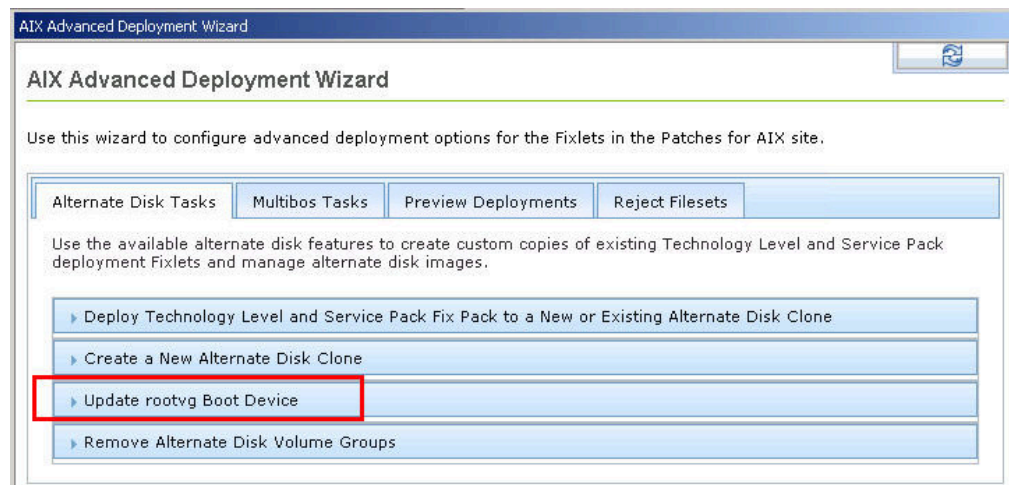 AIX Advanced Deployment Wizard
AIX Advanced Deployment Wizard
Use this wizard to configure advanced deployment options for the Fixlets in the Patches for AIX site.
Alternate Disk Tasks Multibos Tasks Preview Deployments Reject Filesets
Use the available alternate disk features to create custom copies of existing Technology Level and Service Pack
deployment Fixlets and manage alternate disk images.
Deploy Technology Level and Service Pack Fix Pack to a New or Existing Alternate Disk Clone
Create a New Alternate Disk Clone
Update rootvg Boot Device
Remove Alternate Disk Volume Groups